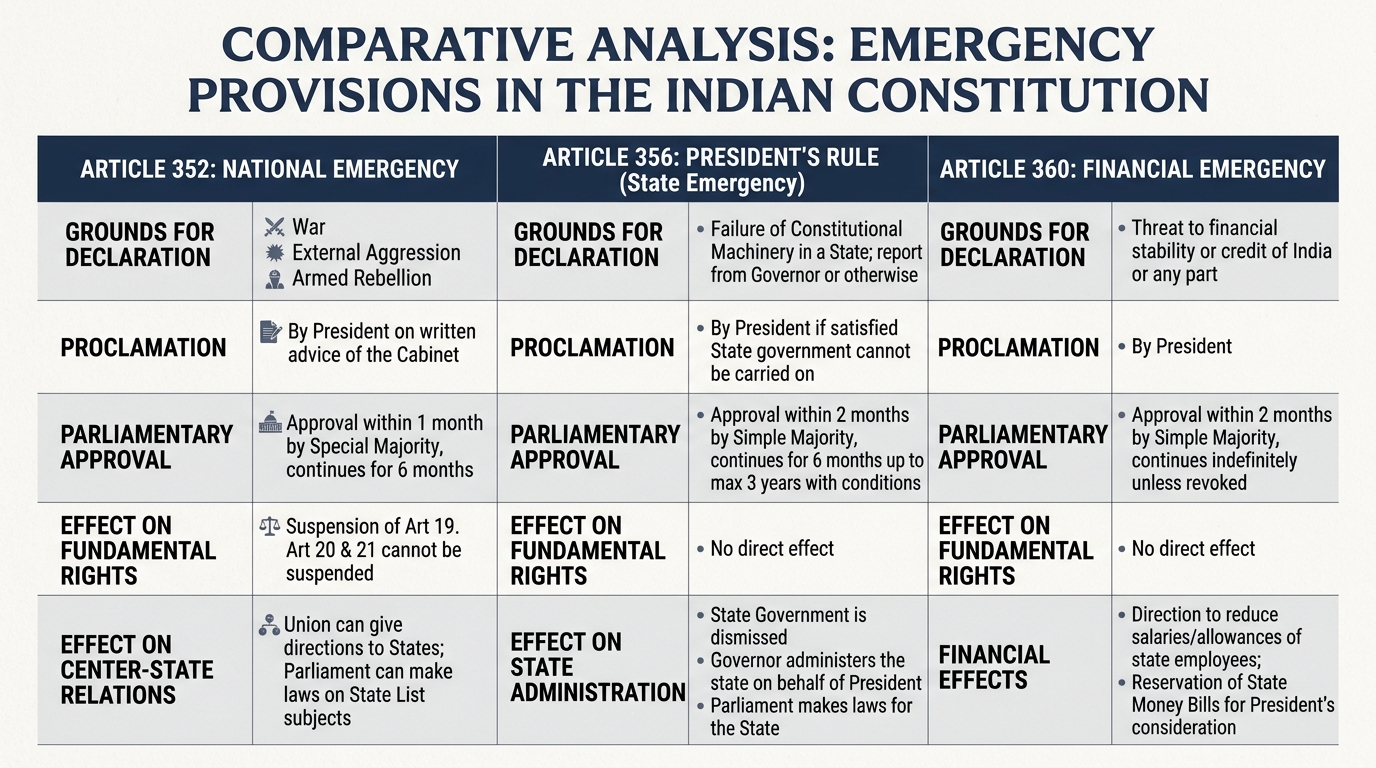 COMPARATIVE ANALYSIS: EMERGENCY
PROVISIONS IN THE INDIAN CONSTITUTION
ARTICLE 352: NATIONAL EMERGENCY
GROUNDS FOR
DECLARATION
War
External Aggression
Armed Rebellion
PROCLAMATION
By President on written
advice of the Cabinet
PARLIAMENTARY
APPROVAL
Approval within 1 month
by Special Majority,
continues for 6 months
EFFECT ON
FUNDAMENTAL
RIGHTS
Suspension of Art 19.
Art 20 & 21 cannot be
suspended
EFFECT ON
CENTER-STATE
RELATIONS
Union can give
directions to States;
Parliament can make
laws on State List
subjects
ARTICLE 356: PRESIDENT'S RULE
(State Emergency)
GROUNDS FOR
DECLARATION
• Failure of Constitutional
Machinery in a State; report
from Governor or otherwise
PROCLAMATION
• By President if satisfied
State government cannot
be carried on
PARLIAMENTARY
APPROVAL
• Approval within 2 months
by Simple Majority,
continues for 6 months up to
max 3 years with conditions
EFFECT ON
FUNDAMENTAL
RIGHTS
• No direct effect
EFFECT ON
STATE
ADMINISTRATION
• State Government is
dismissed
• Governor administers the
state on behalf of President
• Parliament makes laws for
the State
ARTICLE 360: FINANCIAL EMERGENCY
GROUNDS FOR
DECLARATION
• Threat to financial
stability or credit of India
or any part
PROCLAMATION
• By President
PARLIAMENTARY
APPROVAL
• Approval within 2 months
by Simple Majority,
continues indefinitely
unless revoked
EFFECT ON
FUNDAMENTAL
RIGHTS
• No direct effect
FINANCIAL
EFFECTS
• Direction to reduce
salaries/allowances of
state employees;
• Reservation of State
Money Bills for President's
consideration